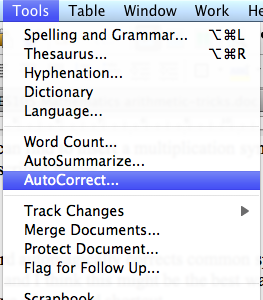 Tools Table Window Work He
Spelling and Grammar... ⌥⌘L
Thesaurus... ⌥⌘R
Hyphenation...
Dictionary
Language...
Word Count...
AutoSummarize...
AutoCorrect...
Track Changes ▶
Merge Documents...
Protect Document...
Flag for Follow Up...
Scrapbook